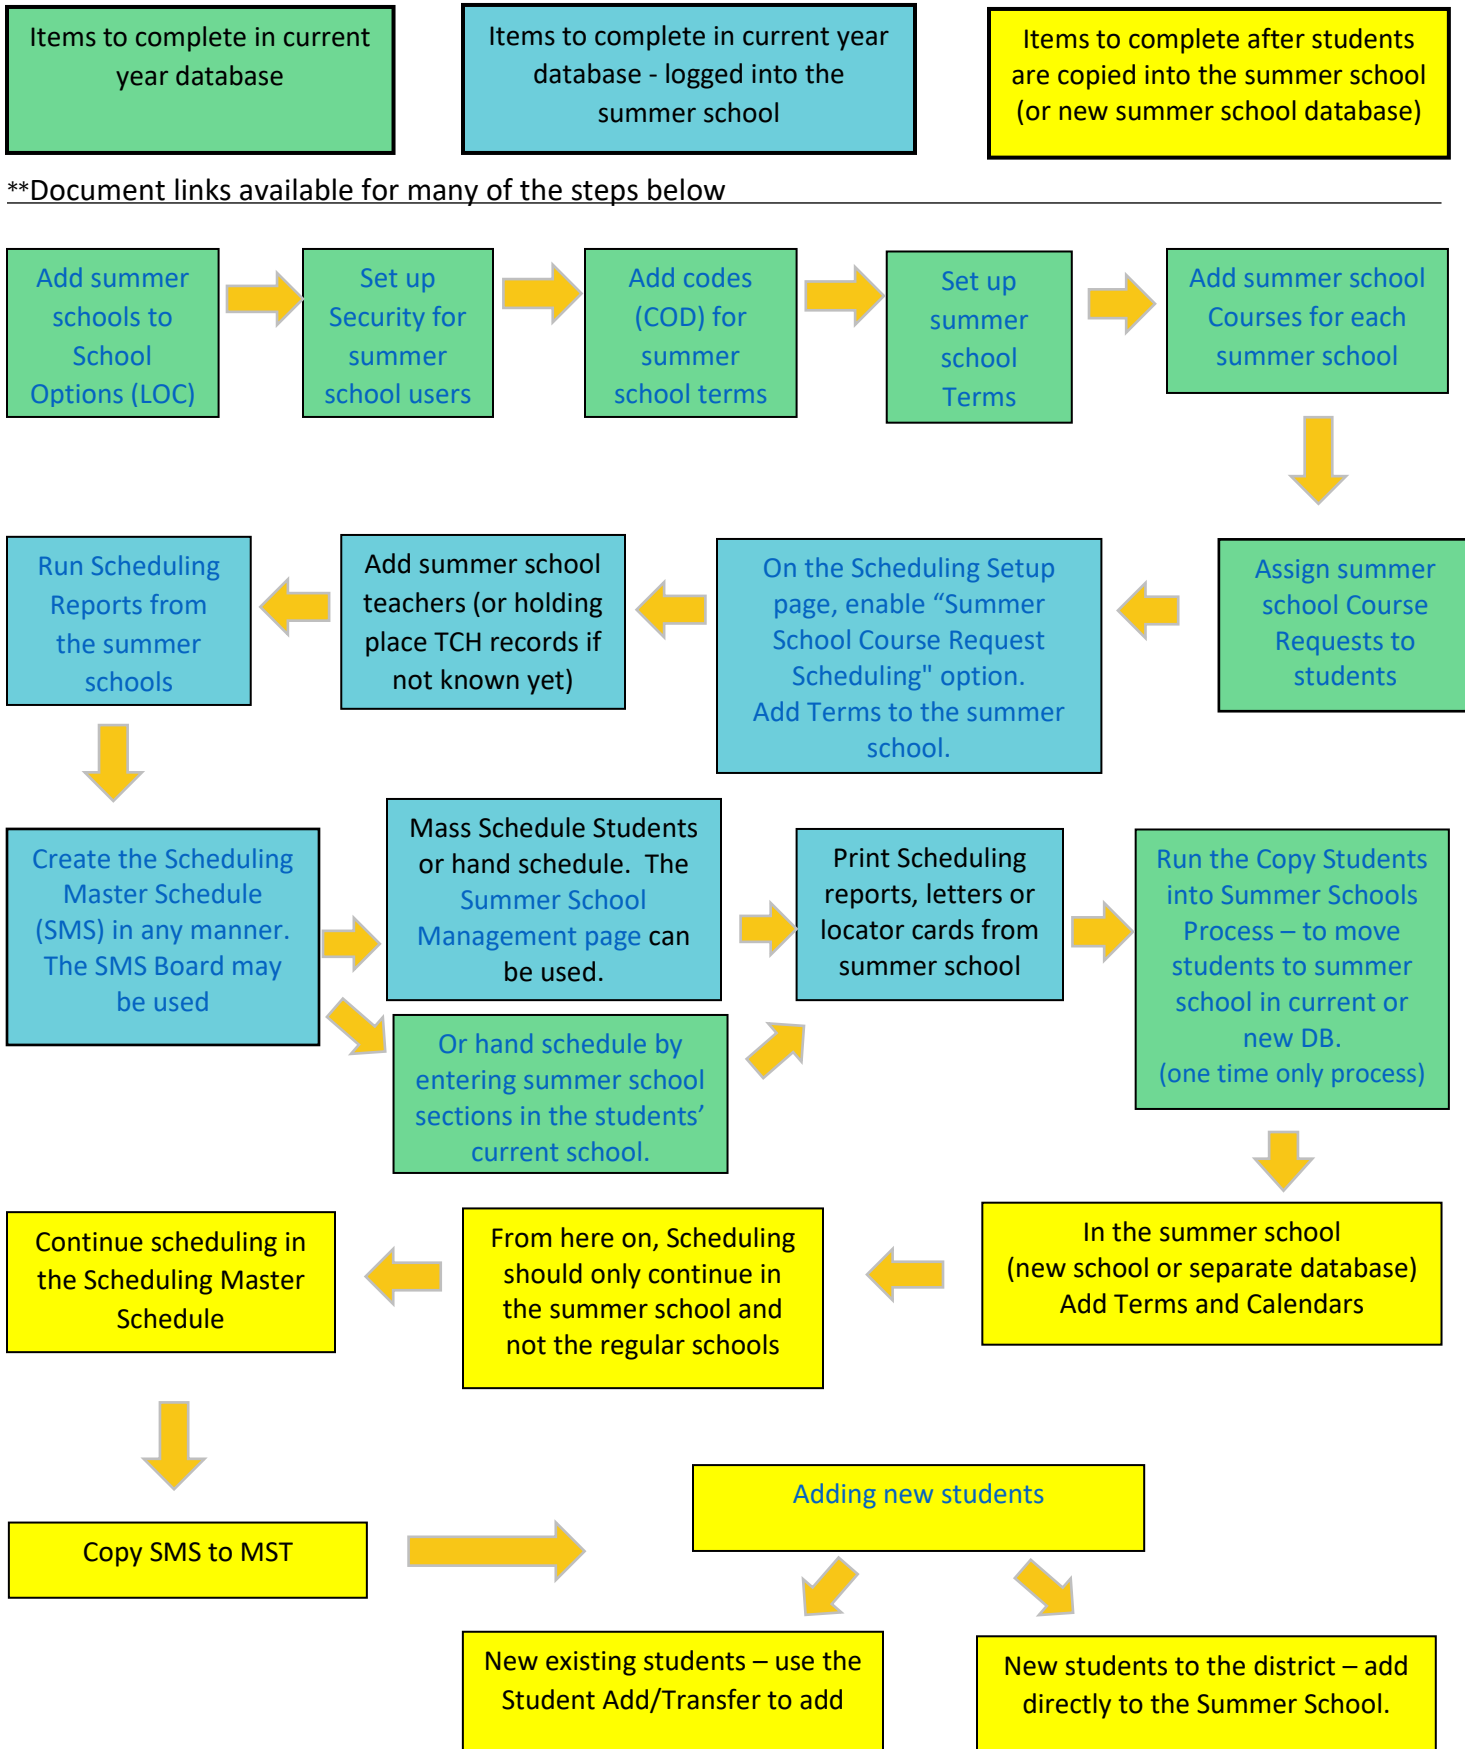 Items to complete in current
year database
Items to complete in current year
database - logged into the
summer school
Items to complete after students
are copied into the summer school
(or new summer school database)
**Document links available for many of the steps below
Add summer
schools to
School
Options (LOC)
Set up
Security for
summer
school users
Add codes
(COD) for
summer
school terms
Set up
summer
school
Terms
Add summer school
Courses for each
summer school
Assign summer
school Course
Requests to
students
On the Scheduling Setup
page, enable “Summer
School Course Request
Scheduling" option.
Add Terms to the summer
school.
Add summer school
teachers (or holding
place TCH records if
not known yet)
Run Scheduling
Reports from
the summer
schools
Create the Scheduling
Master Schedule
(SMS) in any manner.
The SMS Board may
be used
Mass Schedule Students
or hand schedule.  The
Summer School
Management page can
be used.
Or hand schedule by
entering summer school
sections in the students’
current school.
Print Scheduling
reports, letters or
locator cards from
summer school
Run the Copy Students
into Summer Schools
Process – to move
students to summer
school in current or
new DB.
(one time only process)
In the summer school
(new school or separate database)
Add Terms and Calendars
From here on, Scheduling
should only continue in
the summer school and
not the regular schools
Continue scheduling in
the Scheduling Master
Schedule
Copy SMS to MST
Adding new students
New existing students – use the
Student Add/Transfer to add
New students to the district – add
directly to the Summer School.